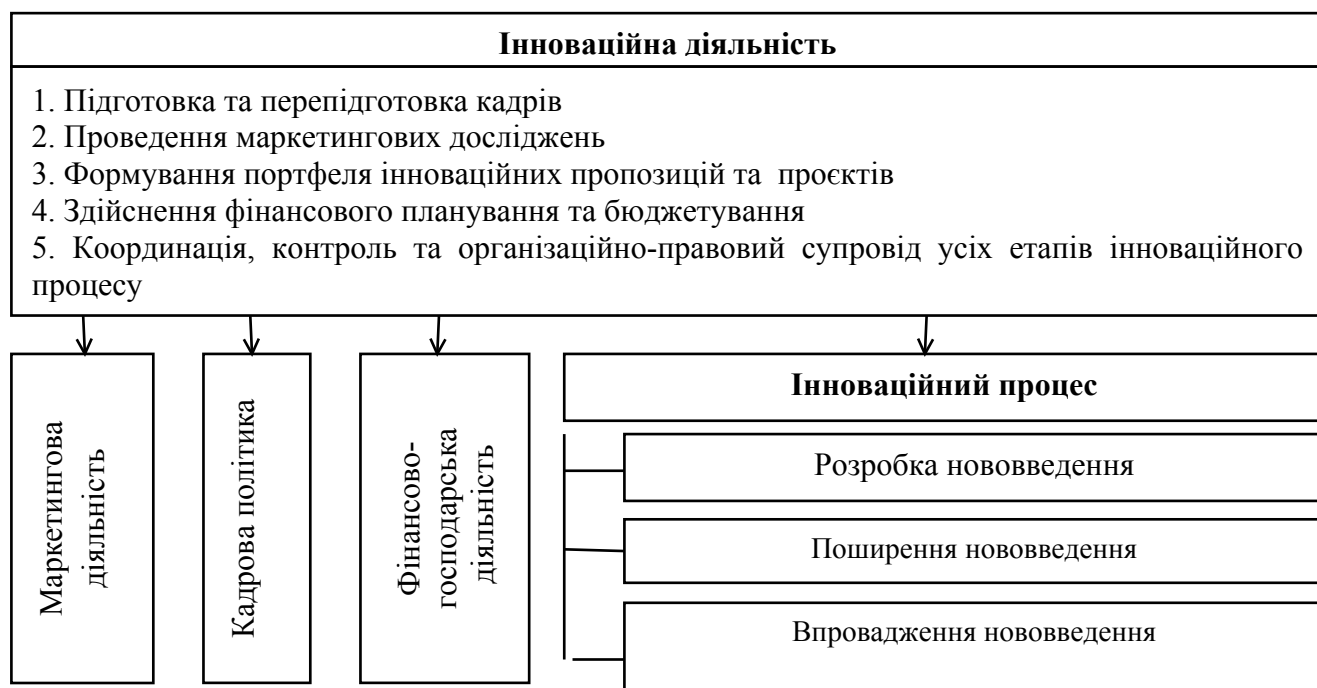 Інноваційна діяльність
1. Підготовка та перепідготовка кадрів
2. Проведення маркетингових досліджень
3. Формування портфеля інноваційних пропозицій та проєктів
4. Здійснення фінансового планування та бюджетування
5. Координація, контроль та організаційно-правовий супровід усіх етапів інноваційного
процесу
Маркетингова
діяльність
Кадрова політика
Фінансово-
господарська
діяльність
Інноваційний процес
Розробка нововведення
Поширення нововведення
Впровадження нововведення